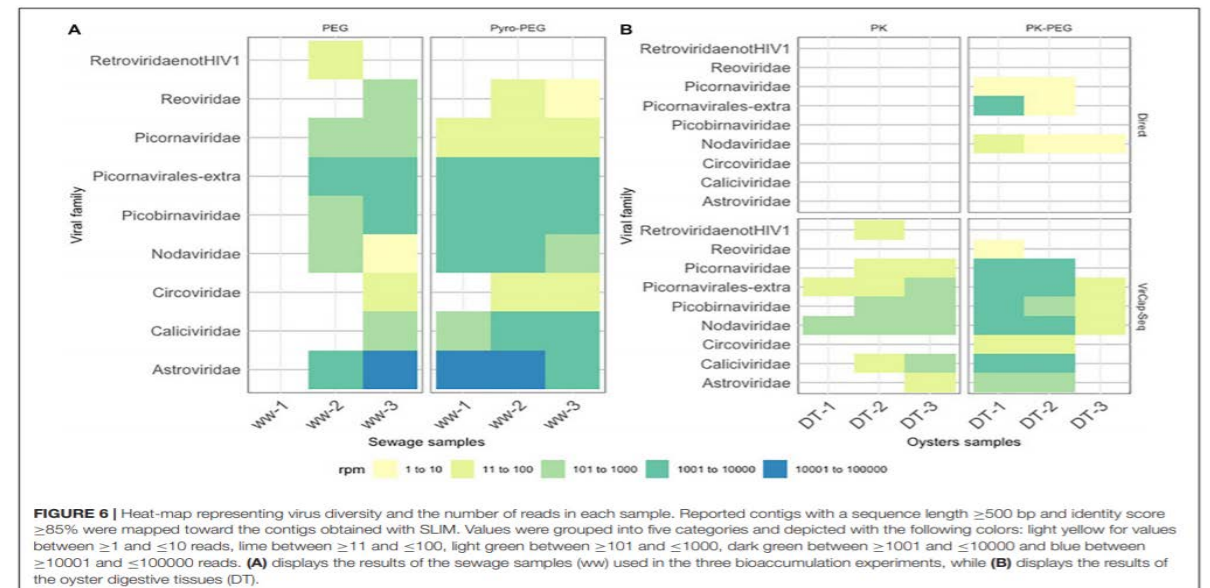 A
PEG
Pyro-PEG
RetroviridaenotHIV1
Reoviridae
Picornaviridae
Picornavirales-extra
Picobirnaviridae
Nodaviridae
Circoviridae
Caliciviridae
Astroviridae
Viral family
ww-1
ww-2
ww-3
ww-1
ww-2
ww-3
Sewage samples
B
PK
PK-PEG
RetroviridaenotHIV1
Reoviridae
Picornaviridae
Picornavirales-extra
Picobirnaviridae
Nodaviridae
Circoviridae
Caliciviridae
Astroviridae
Direct
RetroviridaenotHIV1
Reoviridae
Picornaviridae
Picornavirales-extra
Picobirnaviridae
Nodaviridae
Circoviridae
Caliciviridae
Astroviridae
VirCap-Seq
Viral family
DT-1
DT-2
DT-3
DT-1
DT-2
DT-3
Oysters samples
rpm 1 to 10 11 to 100 101 to 1000 1001 to 10000 10001 to 100000
FIGURE 6 | Heat-map representing virus diversity and the number of reads in each sample. Reported contigs with a sequence length ≥500 bp and identity score
≥85% were mapped toward the contigs obtained with SLIM. Values were grouped into five categories and depicted with the following colors: light yellow for values
between ≥1 and ≤10 reads, lime between ≥11 and ≤100, light green between ≥101 and ≤1000, dark green between ≥1001 and ≤10000 and blue between
≥10001 and ≤100000 reads. (A) displays the results of the sewage samples (ww) used in the three bioaccumulation experiments, while (B) displays the results of
the oyster digestive tissues (DT).